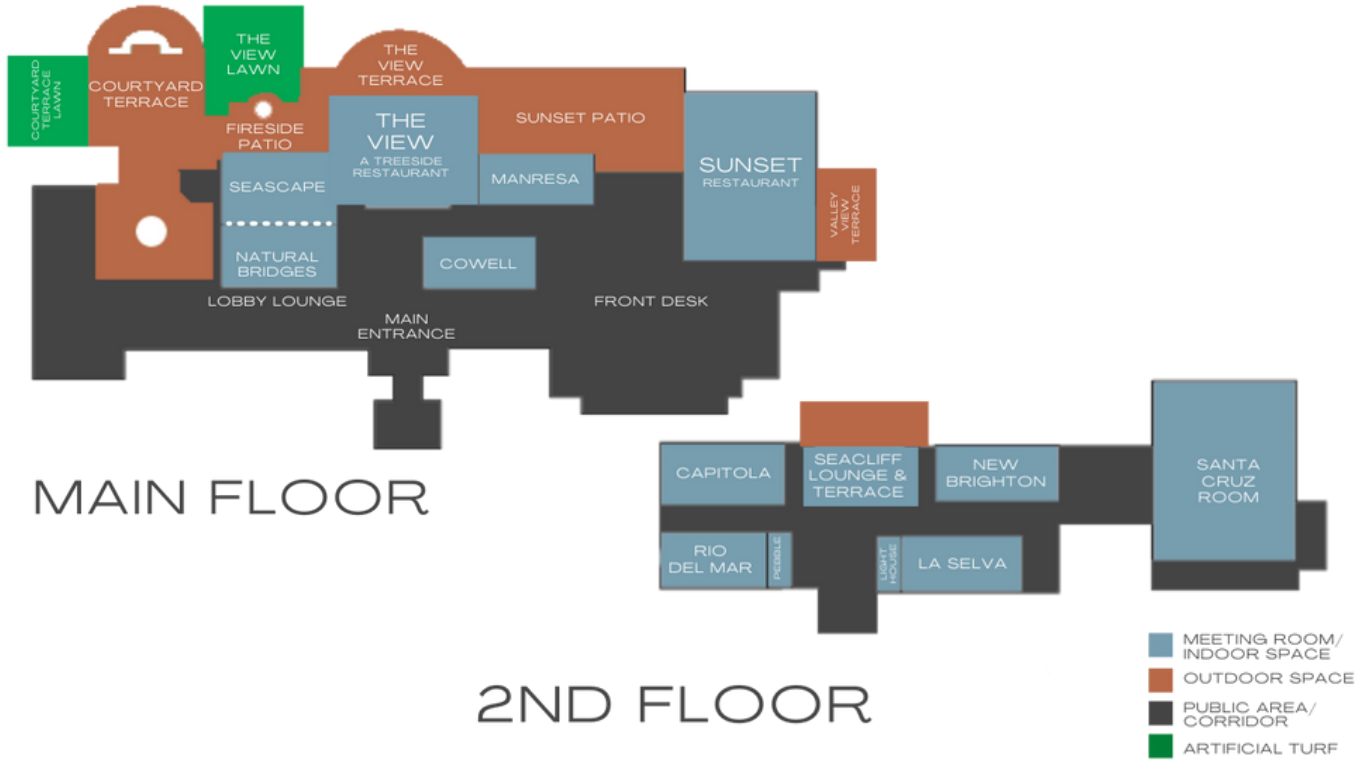 THE
VIEW
LAWN
COURTYARD
TERRACE
LAWN
COURTYARD
TERRACE
THE
VIEW
TERRACE
FIRESIDE
PATIO
THE
VIEW
A TREESIDE
RESTAURANT
SUNSET PATIO
SEASCAPE
MANRESA
SUNSET
RESTAURANT
VALLEY
VIEW
TERRACE
NATURAL
BRIDGES
COWELL
LOBBY LOUNGE
MAIN
ENTRANCE
FRONT DESK
MAIN FLOOR
CAPITOLA
SEACLIFF
LOUNGE &
TERRACE
NEW
BRIGHTON
SANTA
CRUZ
ROOM
RIO
DEL MAR
PEBBLE
LIGHT
HOUSE
LA SELVA
2ND FLOOR
MEETING ROOM/
INDOOR SPACE
OUTDOOR SPACE
PUBLIC AREA/
CORRIDOR
ARTIFICIAL TURF